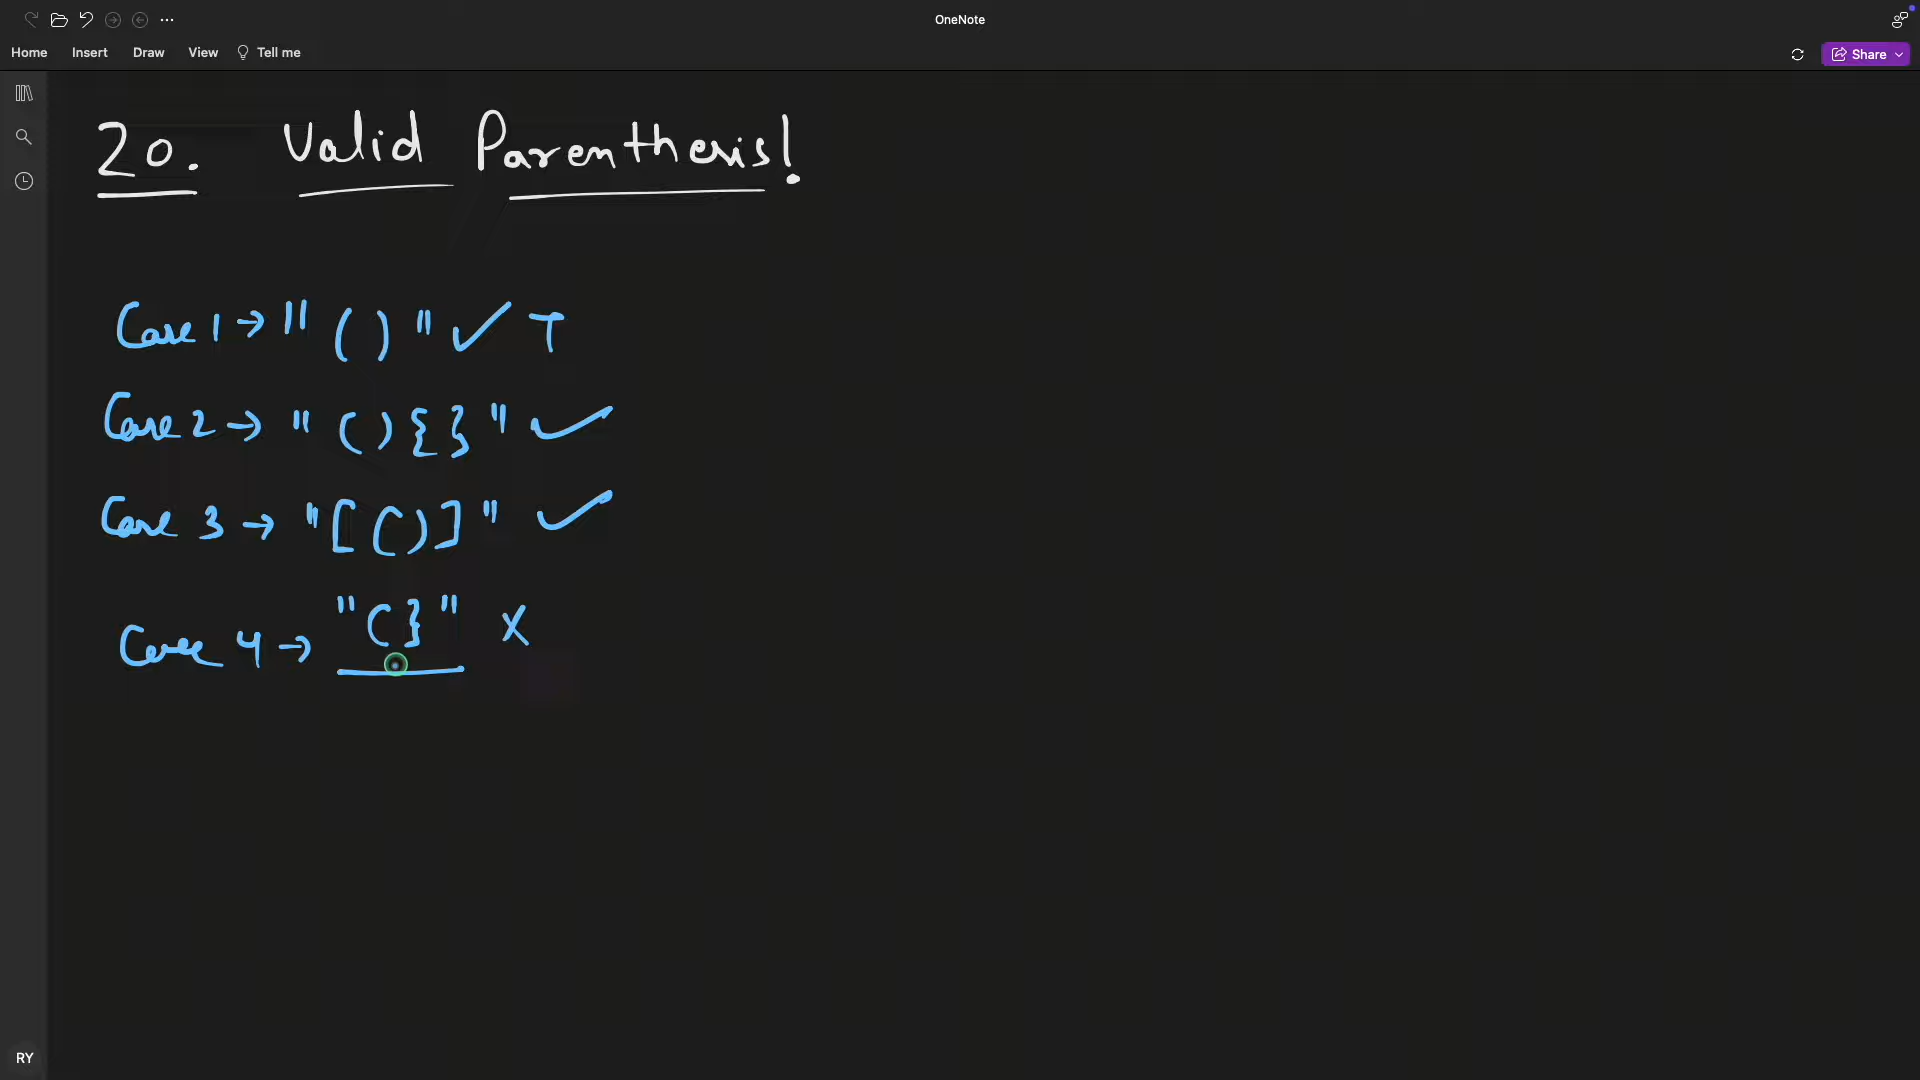 OneNote
Home Insert Draw View Tell me Share
20. Valid Parenthesis!
Case 1 → "()" ✓ T
Case 2 → "(){}" ✓
Case 3 → "[()]" ✓
Case 4 → "(}" X
RY